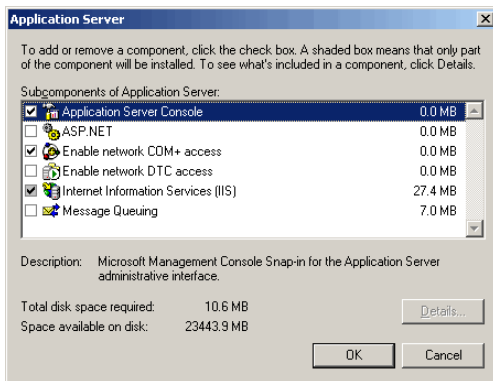 Application Server
To add or remove a component, click the check box. A shaded box means that only part
of the component will be installed. To see what's included in a component, click Details.
Subcomponents of Application Server:
Application Server Console 0.0 MB
ASP.NET 0.0 MB
Enable network COM+ access 0.0 MB
Enable network DTC access 0.0 MB
Internet Information Services (IIS) 27.4 MB
Message Queuing 7.0 MB
Description: Microsoft Management Console Snap-in for the Application Server
administrative interface.
Total disk space required: 10.6 MB
Space available on disk: 23443.9 MB
Details...
OK Cancel